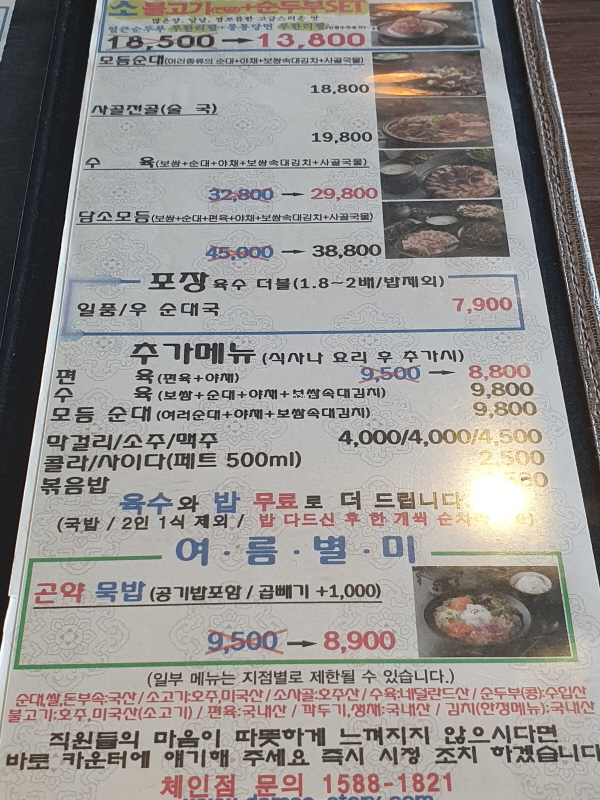 소 불고기 + 순두부SET
18,500 → 13,800
모듬순대(여러종류의 순대+야채+보쌈속대김치+사골국물)
18,800
사골전골(술 국)
19,800
수 육(보쌈+순대+야채+보쌈속대김치+사골국물)
32,800 → 29,800
담소모듬(보쌈+순대+편육+야채+보쌈속대김치+사골국물)
45,000 → 38,800
포장 육수 더블(1.8~2배/밥제외)
일품/우 순대국 7,900
추가메뉴 (식사나 요리 후 추가시)
편 육 (편육+야채) 9,500 → 8,800
수 육 (보쌈+순대+야채+보쌈속대김치) 9,800
모듬 순대 (여러순대+야채+보쌈속대김치) 9,800
막걸리/소주/맥주 4,000/4,000/4,500
콜라/사이다(페트 500ml) 2,500
볶음밥
육수와 밥 무료로 더 드립니다
(국밥 / 2인 1식 제외 / 밥 다드신 후 한 개씩
여·름·별·미
곤약 묵밥 (공기밥포함 / 곱빼기 +1,000)
9,500 → 8,900
(일부 메뉴는 지점별로 제한될 수 있습니다.)
순대,쌀,돈부속:국산 / 소고기:호주,미국산 / 소사골:호주산 / 수육:네덜란드산 / 순두부(콩):수입산
불고기:호주,미국산(소고기) / 편육:국내산 / 깍두기,생채:국내산 / 김치(안정메뉴):국내산
직원들의 마음이 따뜻하게 느껴지지 않으시다면
바로 카운터에 얘기해 주세요 즉시 시정 조치 하겠습니다
체인점 문의 1588-1821